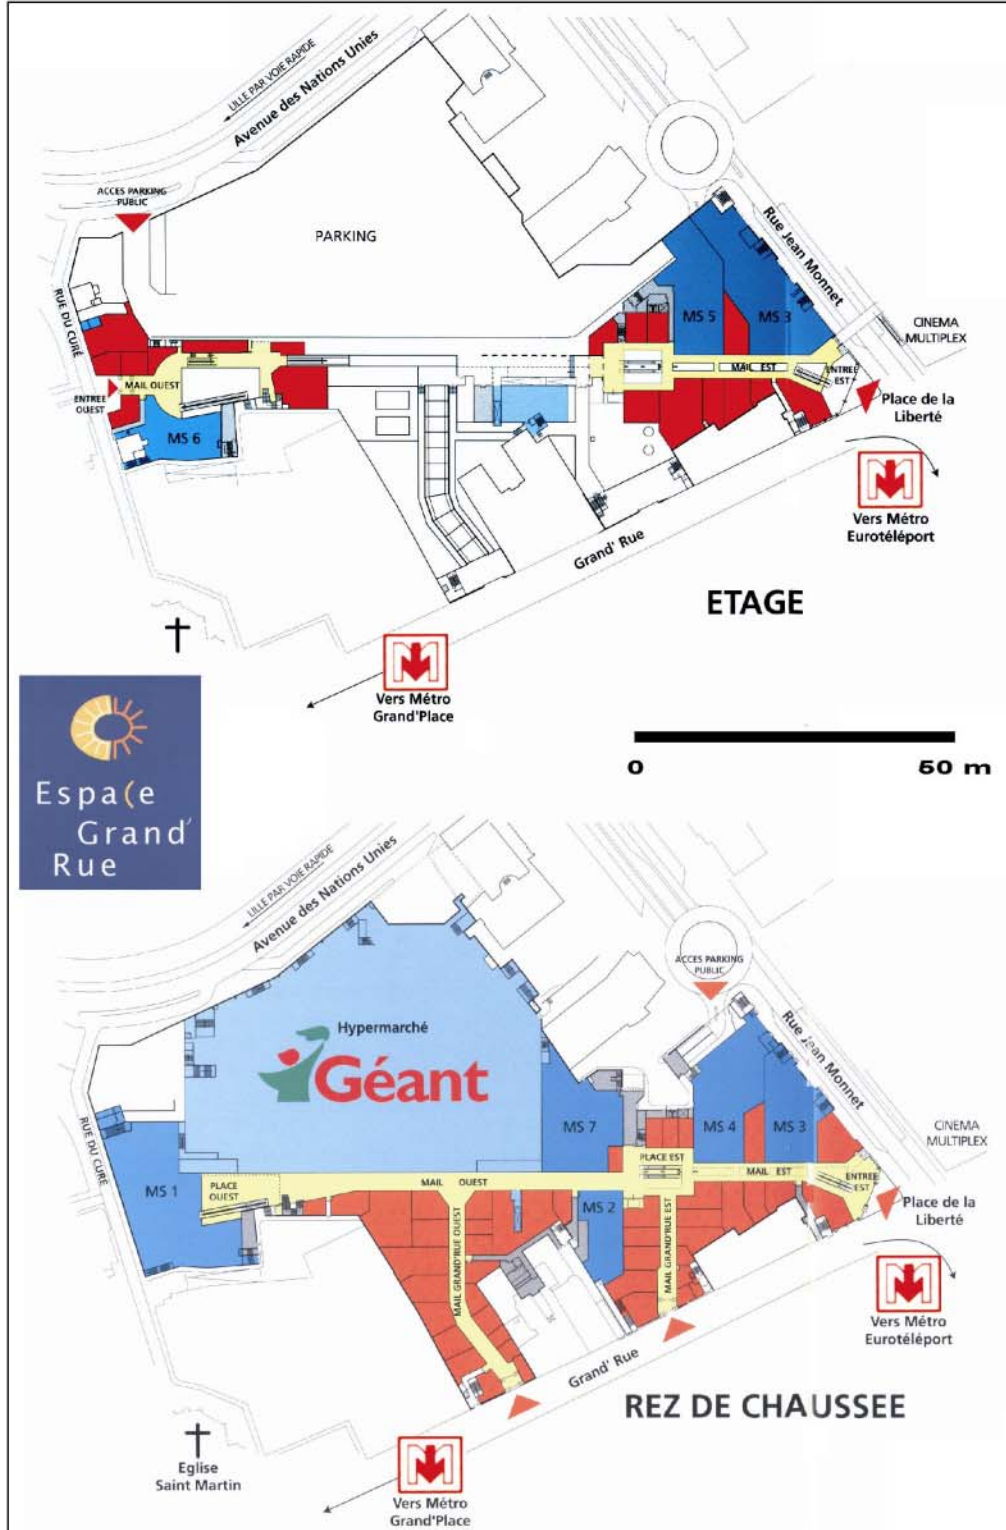 LILLE PAR VOIE RAPIDE
Avenue des Nations Unies
ACCES PARKING
PUBLIC
PARKING
Rue Jean Monnet
RUE DU CURÉ
MS 5
MS 3
CINEMA
MULTIPLEX
MAIL OUEST
ENTREE
OUEST
MAIL EST
ENTREE
EST
MS 6
Place de la
Liberté
Vers Métro
Eurotéléport
Grand' Rue
ETAGE
Vers Métro
Grand'Place
0 50 m
Espace
Grand'
Rue
LILLE PAR VOIE RAPIDE
Avenue des Nations Unies
ACCES PARKING
PUBLIC
Hypermarché
Géant
Rue Jean Monnet
RUE DU CURÉ
MS 7
MS 4
MS 3
CINEMA
MULTIPLEX
MS 1
PLACE
OUEST
MAIL OUEST
PLACE EST
MAIL EST
ENTREE
EST
MS 2
MAIL GRAND'RUE OUEST
MAIL GRAND'RUE EST
Place de la
Liberté
Vers Métro
Eurotéléport
Grand' Rue
REZ DE CHAUSSEE
Eglise
Saint Martin
Vers Métro
Grand'Place